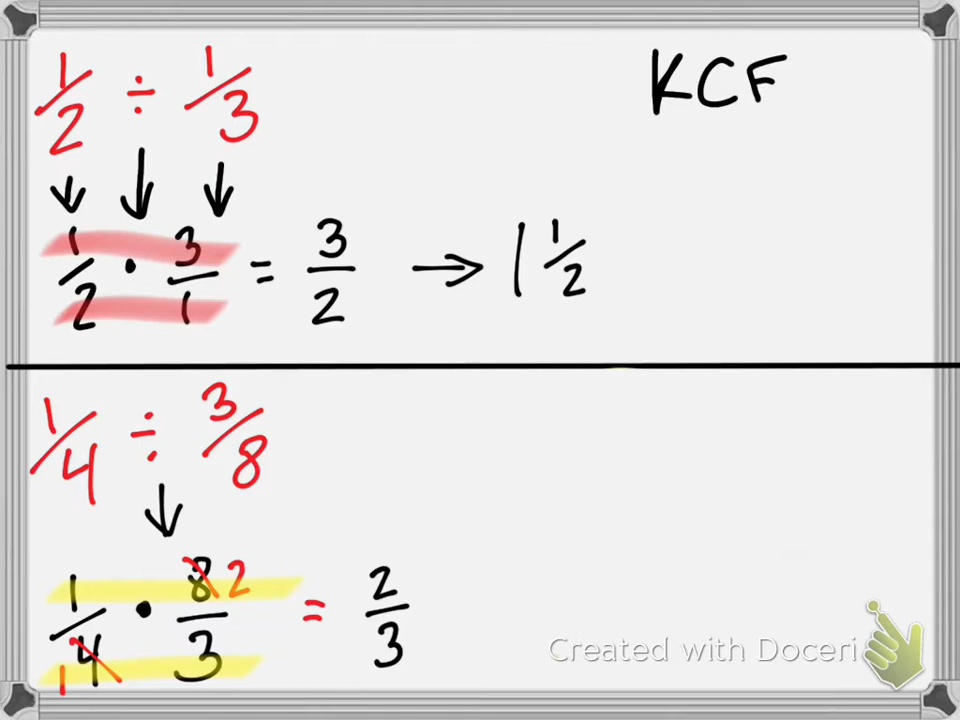 KCF
1/2 ÷ 1/3
↓ ↓ ↓
1/2 · 3/1 = 3/2 → 1 1/2
1/4 ÷ 3/8
↓
1/4 1 · 8/3 2 = 2/3
Created with Doceri